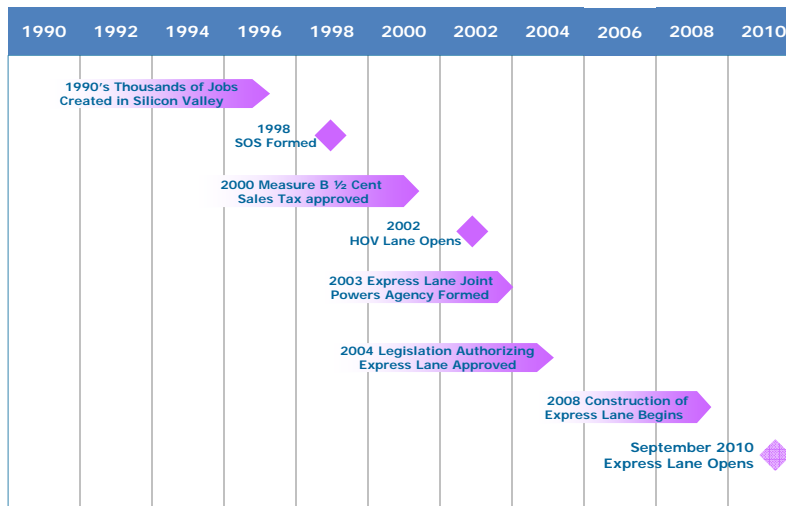 1990 1992 1994 1996 1998 2000 2002 2004 2006 2008 2010
1990's Thousands of Jobs
Created in Silicon Valley
1998
SOS Formed
2000 Measure B ½ Cent
Sales Tax approved
2002
HOV Lane Opens
2003 Express Lane Joint
Powers Agency Formed
2004 Legislation Authorizing
Express Lane Approved
2008 Construction of
Express Lane Begins
September 2010
Express Lane Opens